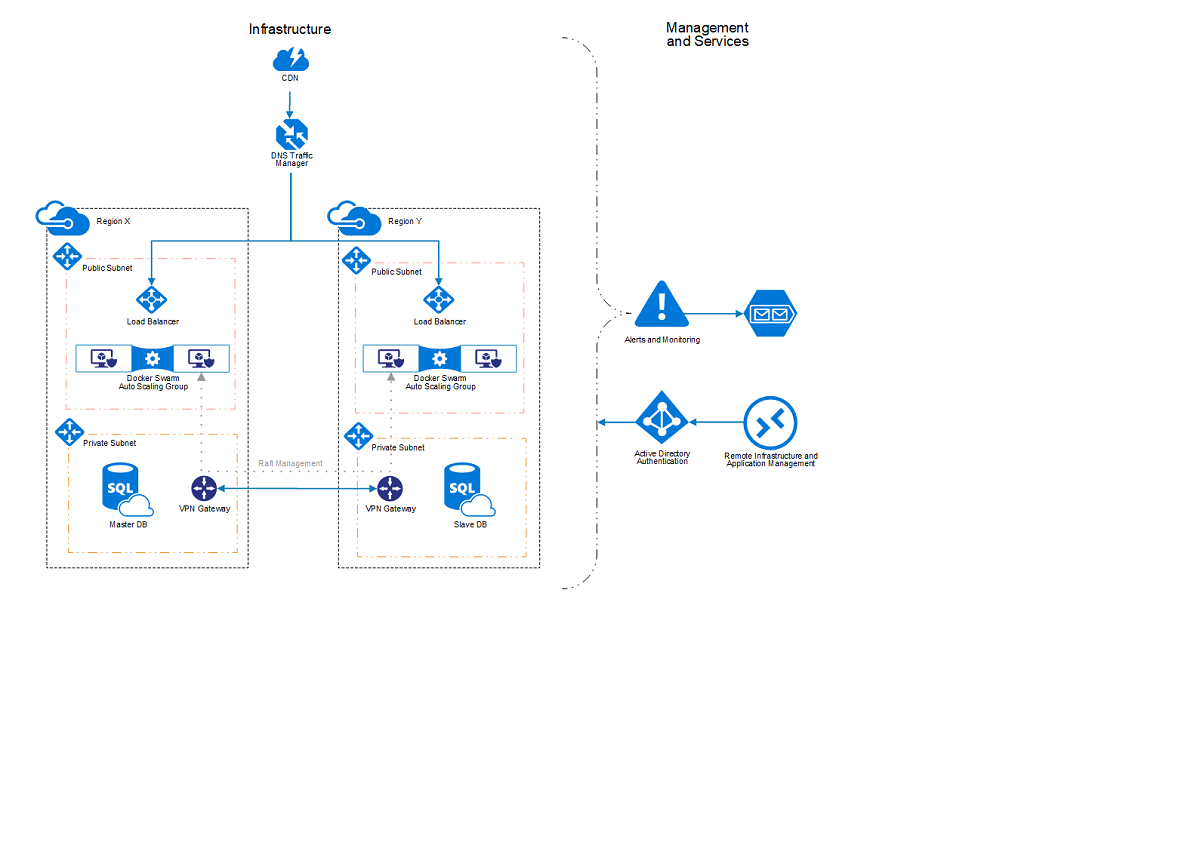 Infrastructure
Management
and Services
CDN
DNS Traffic
Manager
Region X
Region Y
Public Subnet
Public Subnet
Load Balancer
Load Balancer
Docker Swarm
Auto Scaling Group
Docker Swarm
Auto Scaling Group
Alerts and Monitoring
Private Subnet
Private Subnet
Raft Management
SQL
Master DB
VPN Gateway
VPN Gateway
SQL
Slave DB
Active Directory
Authentication
Remote Infrastructure and
Application Management